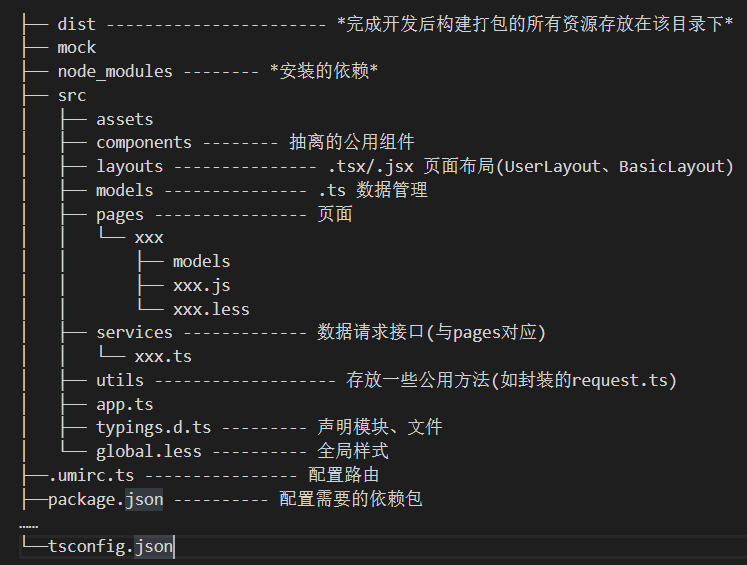 ├── dist ----------------------- *完成开发后构建打包的所有资源存放在该目录下*
├── mock
├── node_modules -------- *安装的依赖*
├── src
│   ├── assets
│   ├── components -------- 抽离的公用组件
│   ├── layouts --------------- .tsx/.jsx 页面布局(UserLayout、BasicLayout)
│   ├── models --------------- .ts 数据管理
│   ├── pages ---------------- 页面
│   │   └── xxx
│   │       ├── models
│   │       ├── xxx.js
│   │       └── xxx.less
│   ├── services ------------- 数据请求接口(与pages对应)
│   │   └── xxx.ts
│   ├── utils ------------------- 存放一些公用方法(如封装的request.ts)
│   ├── app.ts
│   ├── typings.d.ts --------- 声明模块、文件
│   └── global.less ---------- 全局样式
├──.umirc.ts ---------------- 配置路由
├──package.json ---------- 配置需要的依赖包
……
└──tsconfig.json